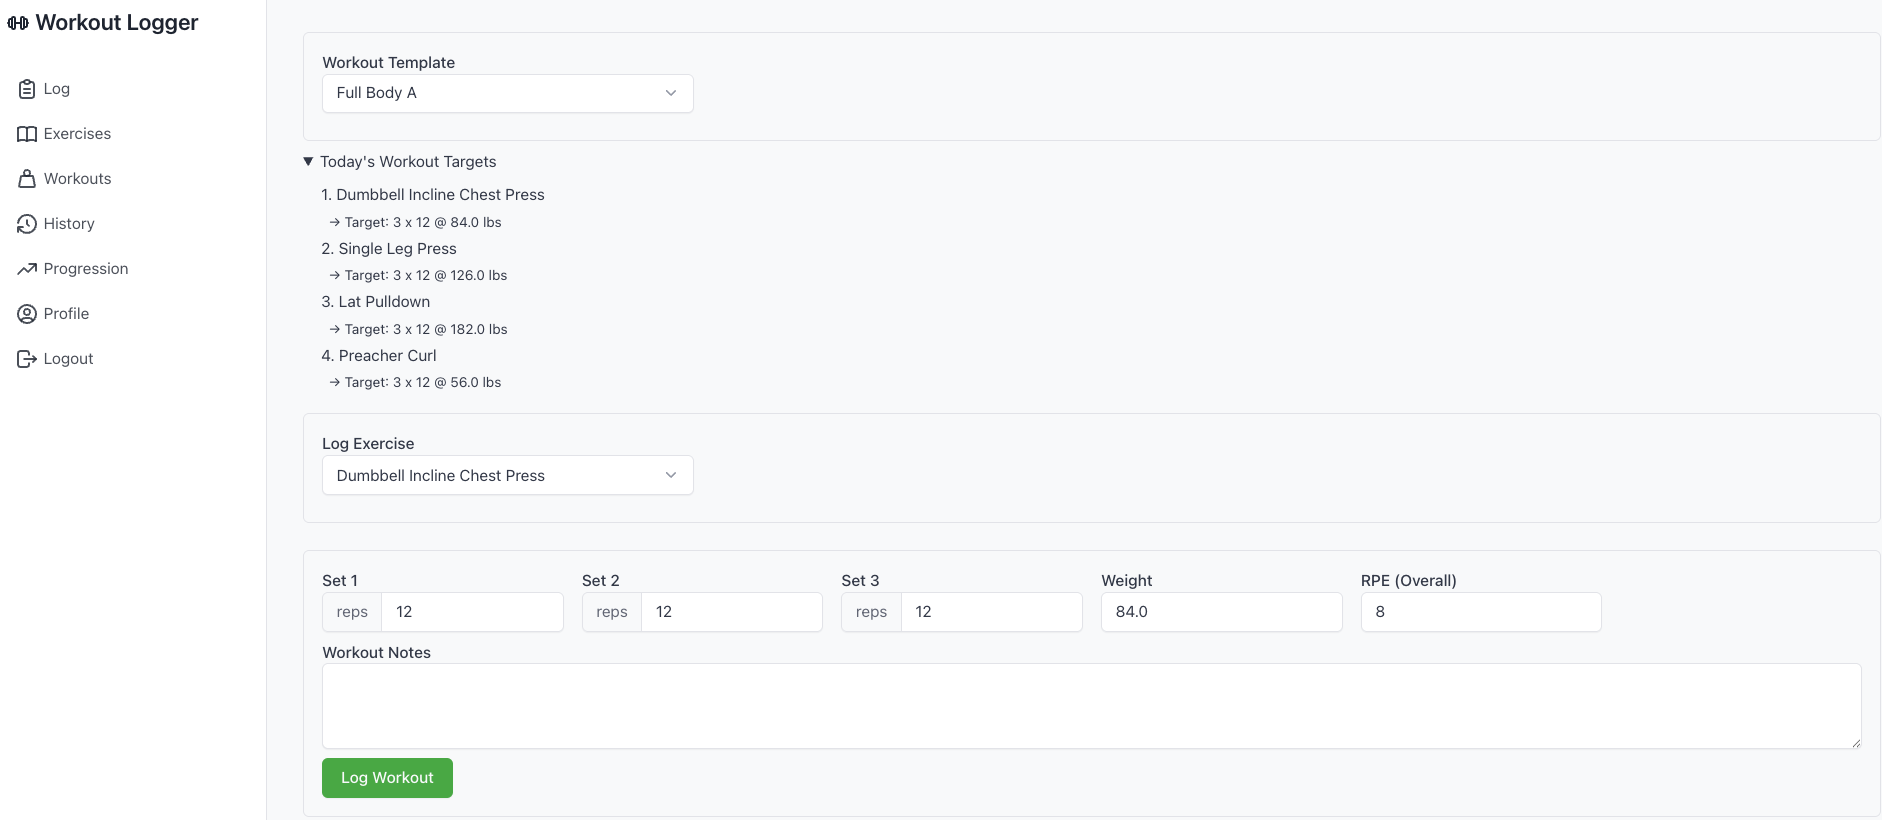 Workout Logger
Log
Exercises
Workouts
History
Progression
Profile
Logout
Workout Template
Full Body A
Today's Workout Targets
1. Dumbbell Incline Chest Press
→ Target: 3 x 12 @ 84.0 lbs
2. Single Leg Press
→ Target: 3 x 12 @ 126.0 lbs
3. Lat Pulldown
→ Target: 3 x 12 @ 182.0 lbs
4. Preacher Curl
→ Target: 3 x 12 @ 56.0 lbs
Log Exercise
Dumbbell Incline Chest Press
Set 1 Set 2 Set 3 Weight RPE (Overall)
reps 12 reps 12 reps 12 84.0 8
Workout Notes
Log Workout